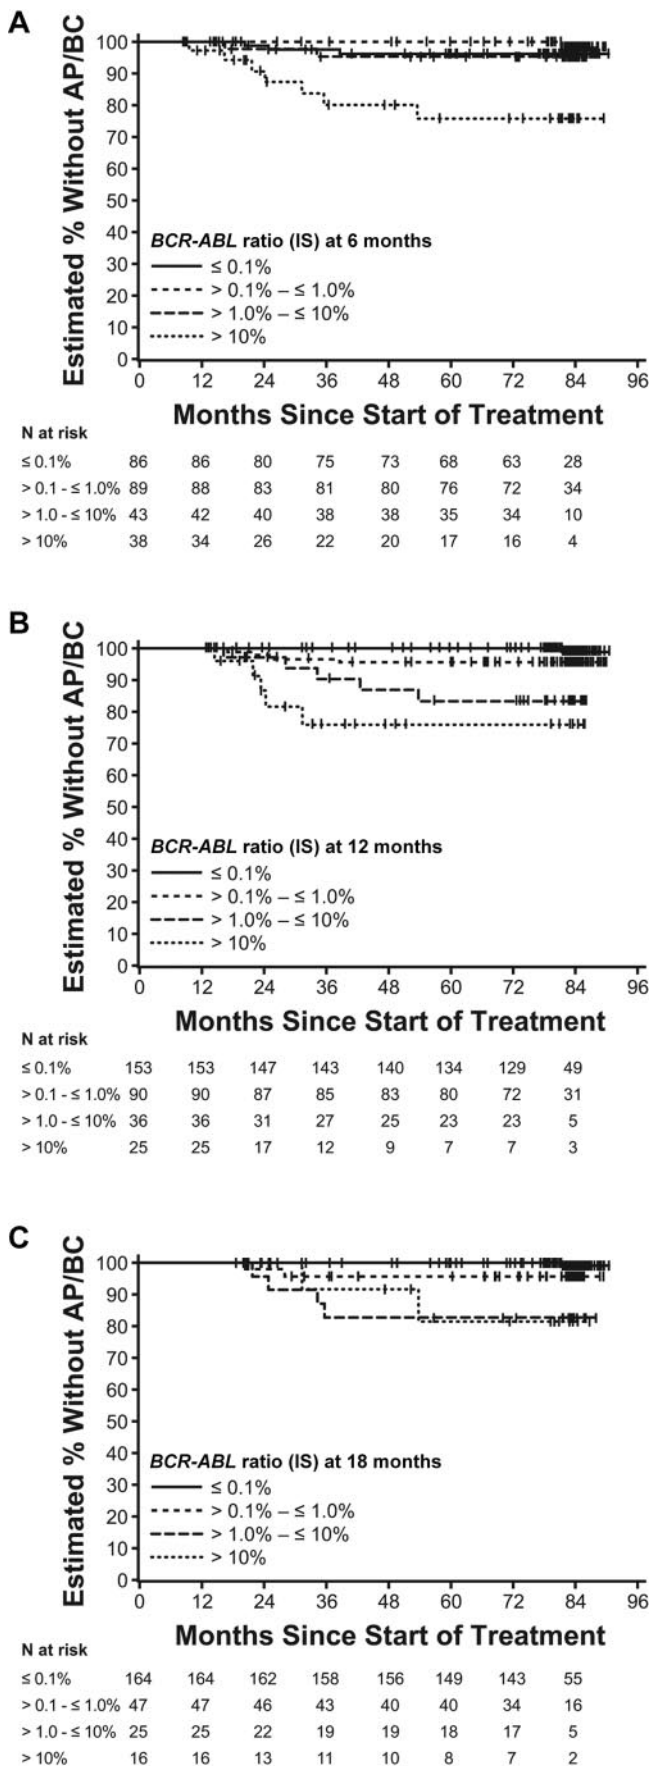 A
Estimated % Without AP/BC
100
90
80
70
60
50
40
30
20
10
0
BCR-ABL ratio (IS) at 6 months
≤ 0.1%
> 0.1% – ≤ 1.0%
> 1.0% – ≤ 10%
> 10%
0 12 24 36 48 60 72 84 96
Months Since Start of Treatment
N at risk
≤ 0.1% 86 86 80 75 73 68 63 28
> 0.1 - ≤ 1.0% 89 88 83 81 80 76 72 34
> 1.0 - ≤ 10% 43 42 40 38 38 35 34 10
> 10% 38 34 26 22 20 17 16 4
B
Estimated % Without AP/BC
100
90
80
70
60
50
40
30
20
10
0
BCR-ABL ratio (IS) at 12 months
≤ 0.1%
> 0.1% – ≤ 1.0%
> 1.0% – ≤ 10%
> 10%
0 12 24 36 48 60 72 84 96
Months Since Start of Treatment
N at risk
≤ 0.1% 153 153 147 143 140 134 129 49
> 0.1 - ≤ 1.0% 90 90 87 85 83 80 72 31
> 1.0 - ≤ 10% 36 36 31 27 25 23 23 5
> 10% 25 25 17 12 9 7 7 3
C
Estimated % Without AP/BC
100
90
80
70
60
50
40
30
20
10
0
BCR-ABL ratio (IS) at 18 months
≤ 0.1%
> 0.1% – ≤ 1.0%
> 1.0% – ≤ 10%
> 10%
0 12 24 36 48 60 72 84 96
Months Since Start of Treatment
N at risk
≤ 0.1% 164 164 162 158 156 149 143 55
> 0.1 - ≤ 1.0% 47 47 46 43 40 40 34 16
> 1.0 - ≤ 10% 25 25 22 19 19 18 17 5
> 10% 16 16 13 11 10 8 7 2